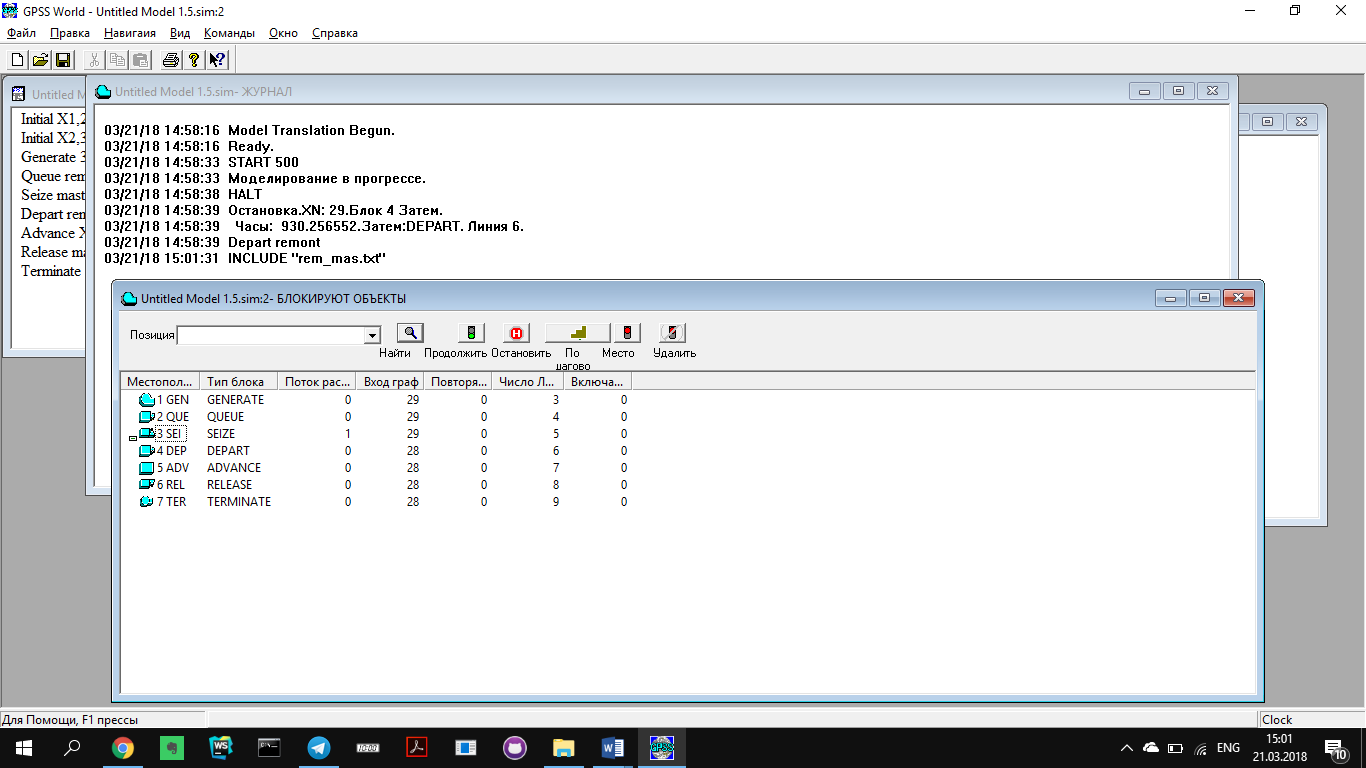 GPSS World - Untitled Model 1.5.sim:2
Файл Правка Навигаия Вид Команды Окно Справка
Untitled M
Initial X1,2
Initial X2,3
Generate 3
Queue rem
Seize mast
Depart ren
Advance X
Release ma
Terminate
Untitled Model 1.5.sim- ЖУРНАЛ
03/21/18 14:58:16 Model Translation Begun.
03/21/18 14:58:16 Ready.
03/21/18 14:58:33 START 500
03/21/18 14:58:33 Моделирование в прогрессе.
03/21/18 14:58:38 HALT
03/21/18 14:58:39 Остановка.XN: 29.Блок 4 Затем.
03/21/18 14:58:39 Часы: 930.256552.Затем:DEPART. Линия 6.
03/21/18 14:58:39 Depart remont
03/21/18 15:01:31 INCLUDE "rem_mas.txt"
Untitled Model 1.5.sim:2- БЛОКИРУЮТ ОБЪЕКТЫ
Позиция
Найти Продолжить Остановить По шагово Место Удалить
Местопол... Тип блока Поток рас... Вход граф Повторя... Число Л... Включа...
1 GEN GENERATE 0 29 0 3 0
2 QUE QUEUE 0 29 0 4 0
3 SEI SEIZE 1 29 0 5 0
4 DEP DEPART 0 28 0 6 0
5 ADV ADVANCE 0 28 0 7 0
6 REL RELEASE 0 28 0 8 0
7 TER TERMINATE 0 28 0 9 0
Для Помощи, F1 прессы
Clock
ENG
15:01
21.03.2018
10